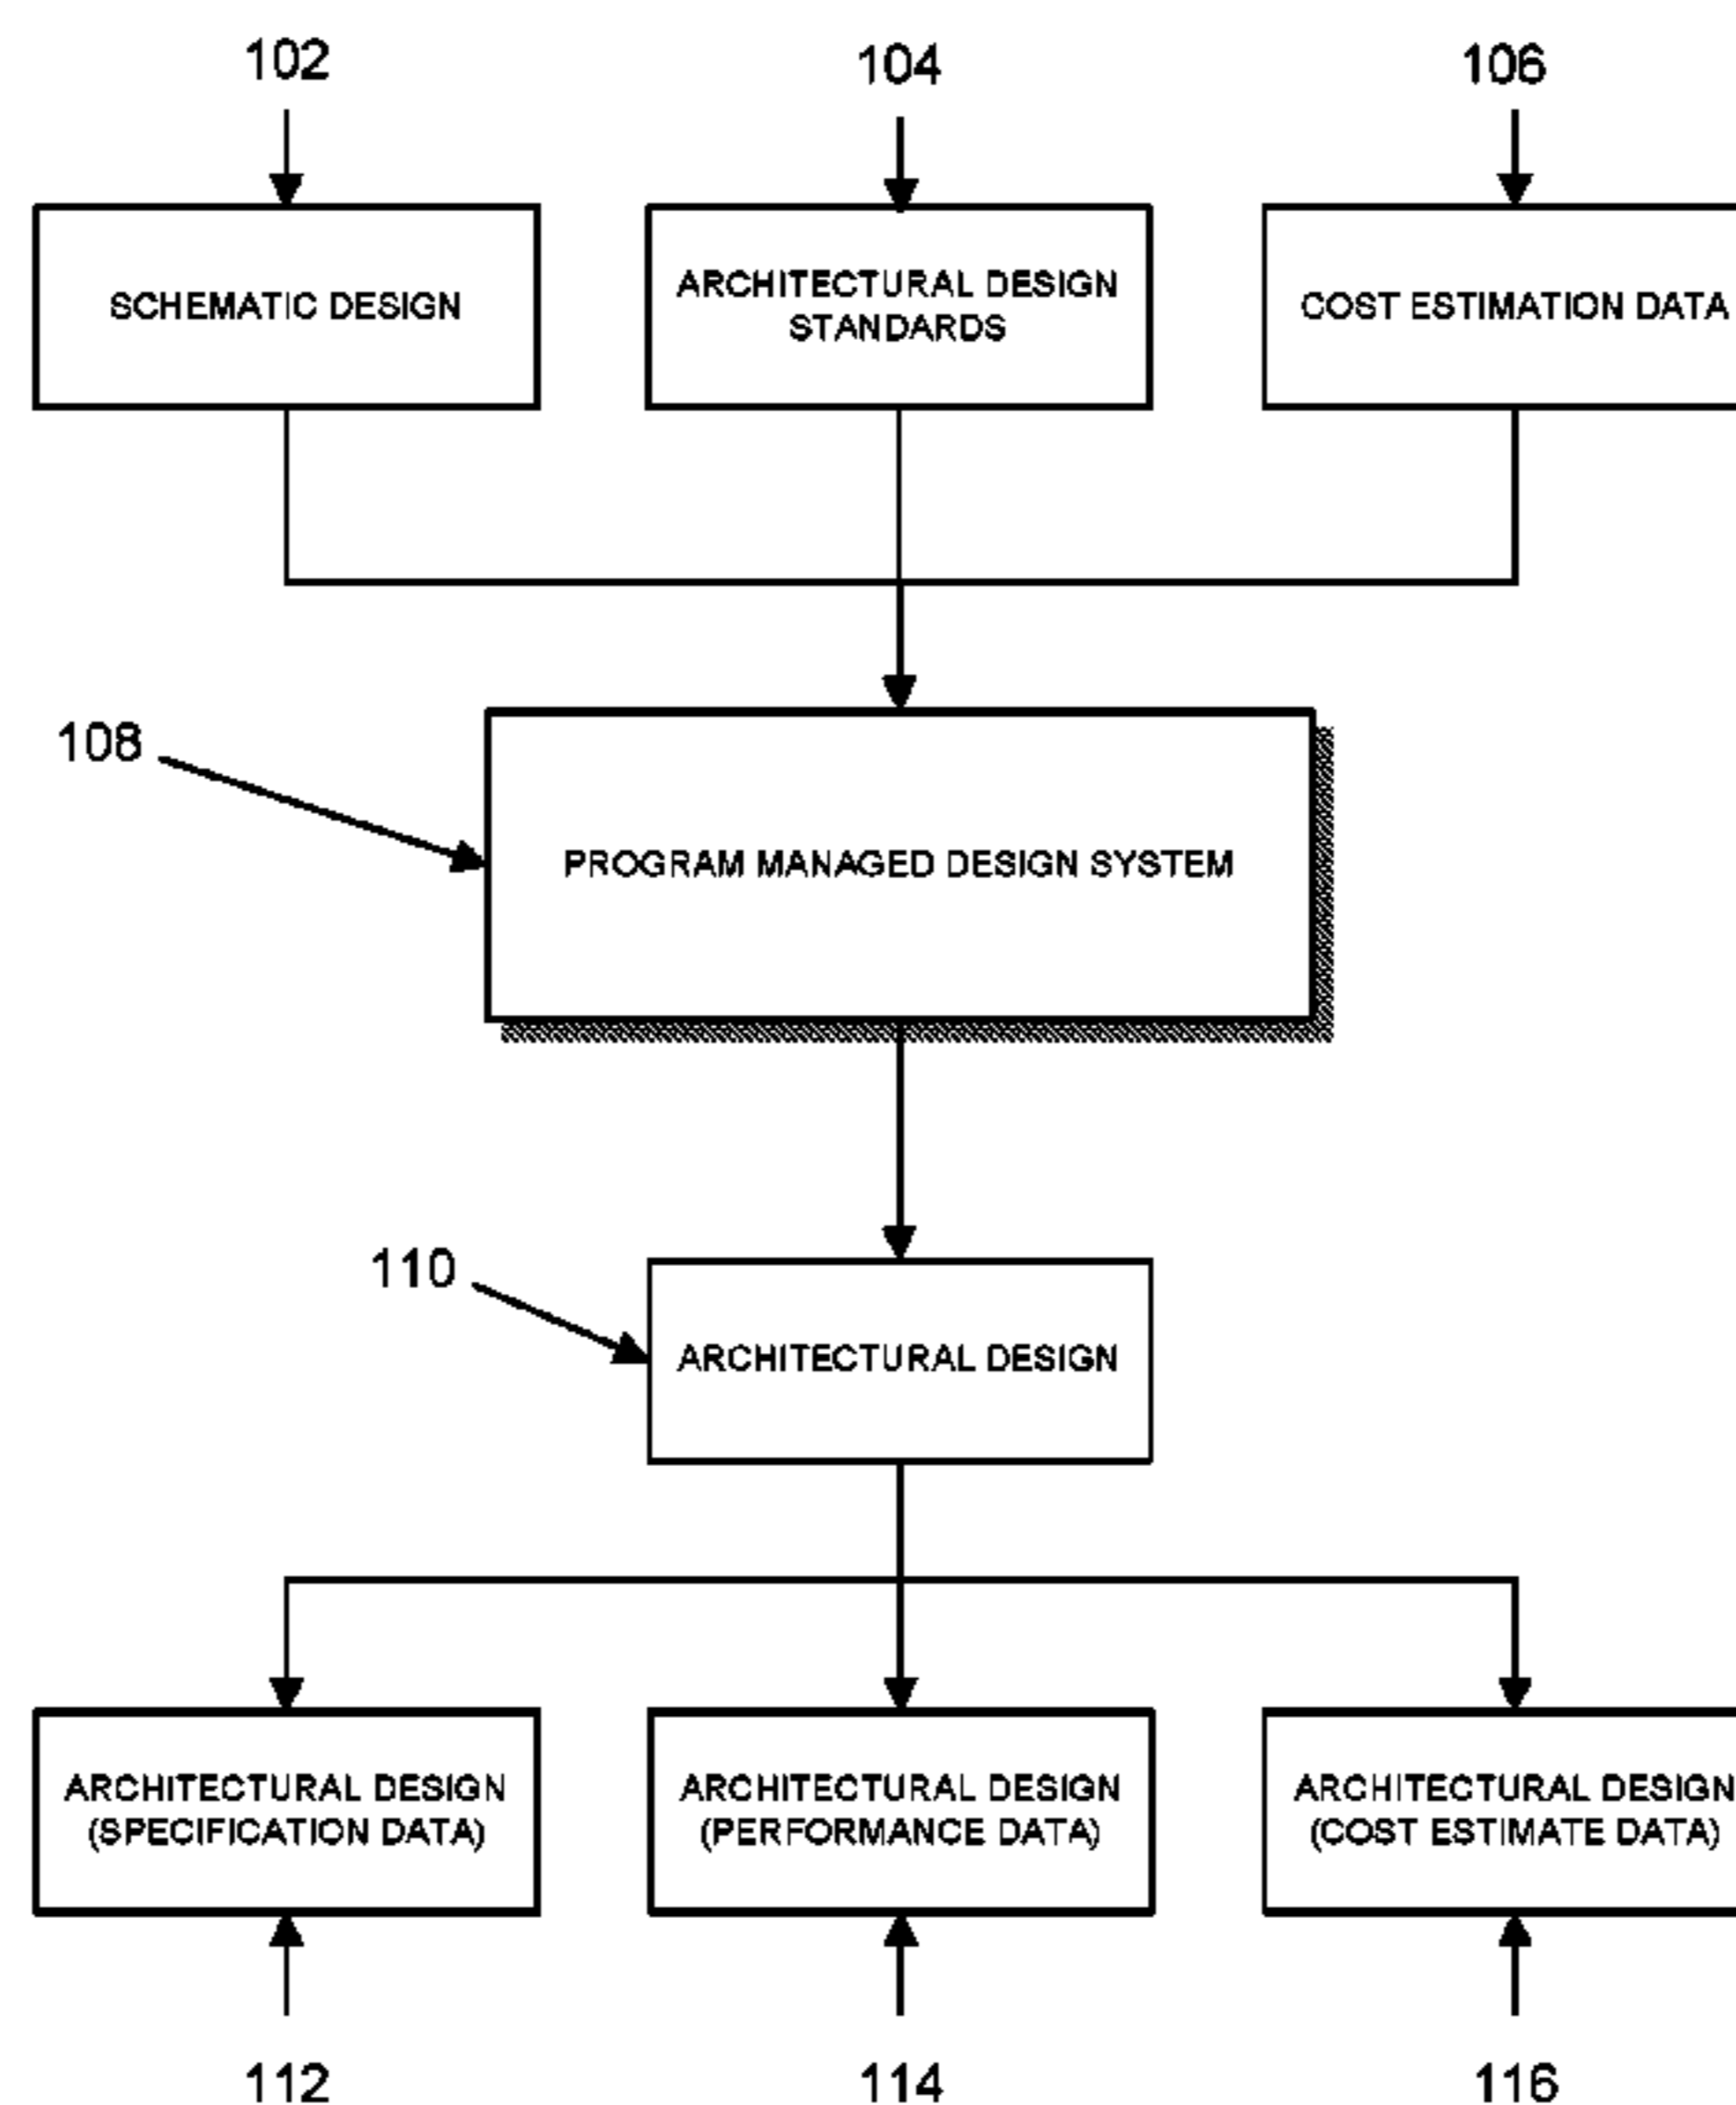 102
104
106
SCHEMATIC DESIGN
ARCHITECTURAL DESIGN
STANDARDS
COST ESTIMATION DATA
108
PROGRAM MANAGED DESIGN SYSTEM
110
ARCHITECTURAL DESIGN
ARCHITECTURAL DESIGN
(SPECIFICATION DATA)
ARCHITECTURAL DESIGN
(PERFORMANCE DATA)
ARCHITECTURAL DESIGN
(COST ESTIMATE DATA)
112
114
116